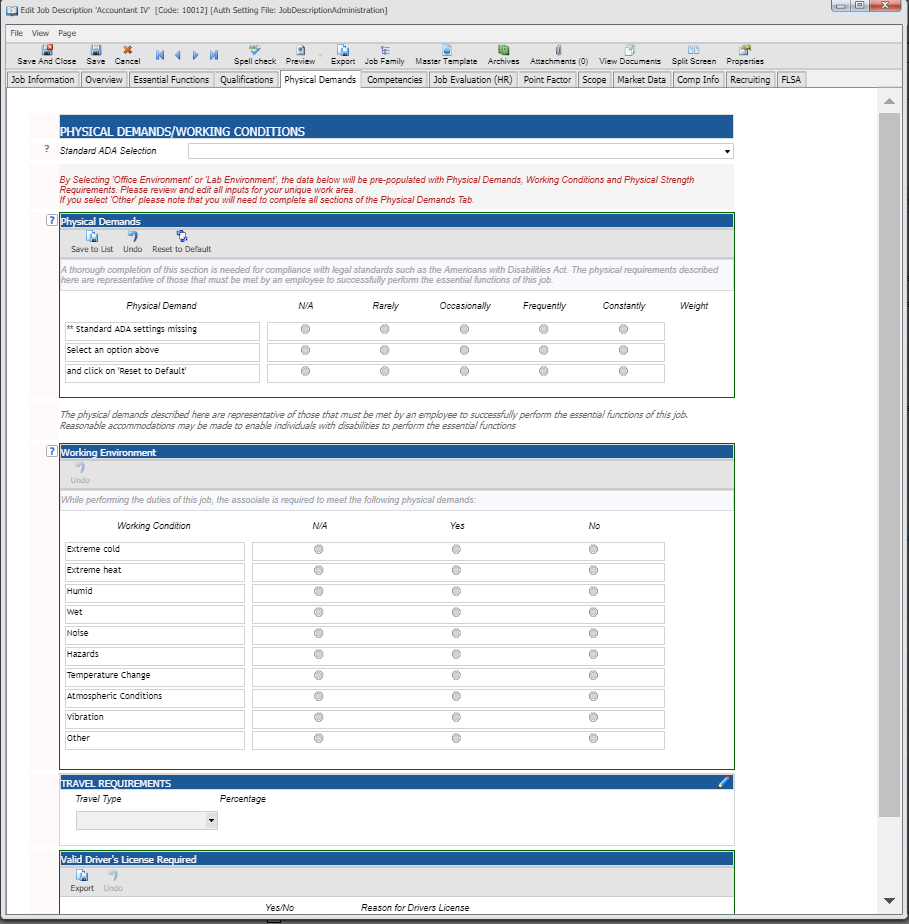 Edit Job Description 'Accountant IV' [Code: 10012] [Auth Setting File: JobDescriptionAdministration]
File View Page
Save And Close Save Cancel Spell check Preview Export Job Family Master Template Archives Attachments (0) View Documents Split Screen Properties
Job Information Overview Essential Functions Qualifications Physical Demands Competencies Job Evaluation (HR) Point Factor Scope Market Data Comp Info Recruiting FLSA
PHYSICAL DEMANDS/WORKING CONDITIONS
? Standard ADA Selection
By Selecting 'Office Environment' or 'Lab Environment', the data below will be pre-populated with Physical Demands, Working Conditions and Physical Strength
Requirements. Please review and edit all inputs for your unique work area.
If you select 'Other' please note that you will need to complete all sections of the Physical Demands Tab.
? Physical Demands
Save to List Undo Reset to Default
A thorough completion of this section is needed for compliance with legal standards such as the Americans with Disabilities Act. The physical requirements described
here are representative of those that must be met by an employee to successfully perform the essential functions of this job.
Physical Demand N/A Rarely Occasionally Frequently Constantly Weight
** Standard ADA settings missing
Select an option above
and click on 'Reset to Default'
The physical demands described here are representative of those that must be met by an employee to successfully perform the essential functions of this job.
Reasonable accommodations may be made to enable individuals with disabilities to perform the essential functions
? Working Environment
Undo
While performing the duties of this job, the associate is required to meet the following physical demands:
Working Condition N/A Yes No
Extreme cold
Extreme heat
Humid
Wet
Noise
Hazards
Temperature Change
Atmospheric Conditions
Vibration
Other
TRAVEL REQUIREMENTS
Travel Type Percentage
Valid Driver's License Required
Export Undo
Yes/No Reason for Drivers License